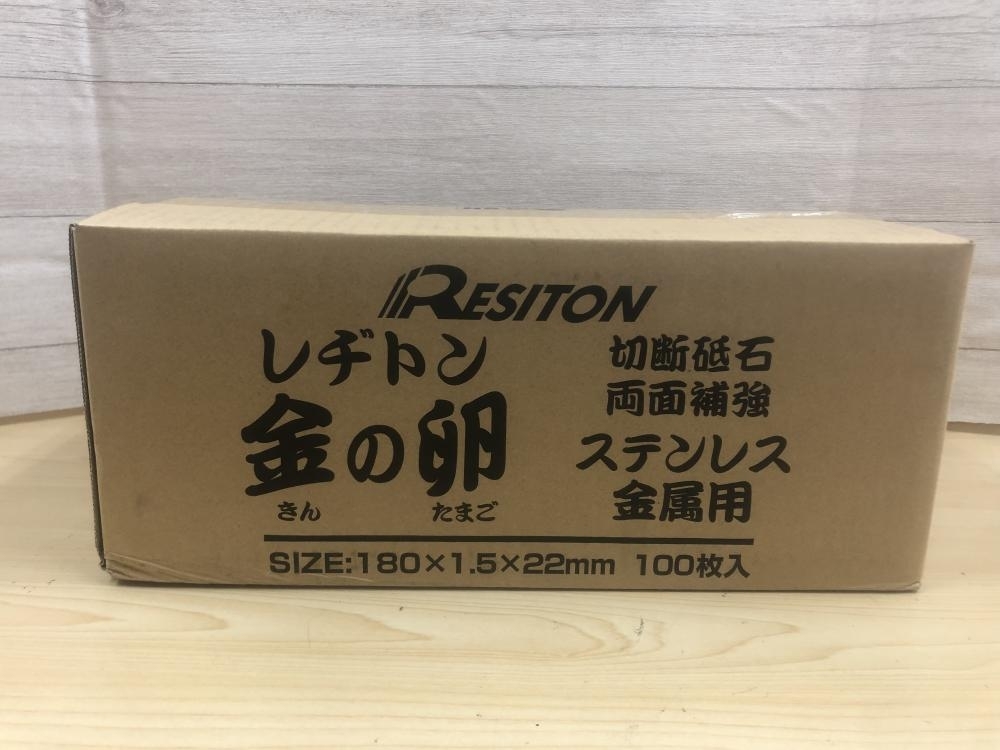 RESITON
レヂトン
金の卵
きん たまご
切断砥石
両面補強
ステンレス
金属用
SIZE:180×1.5×22mm 100枚入